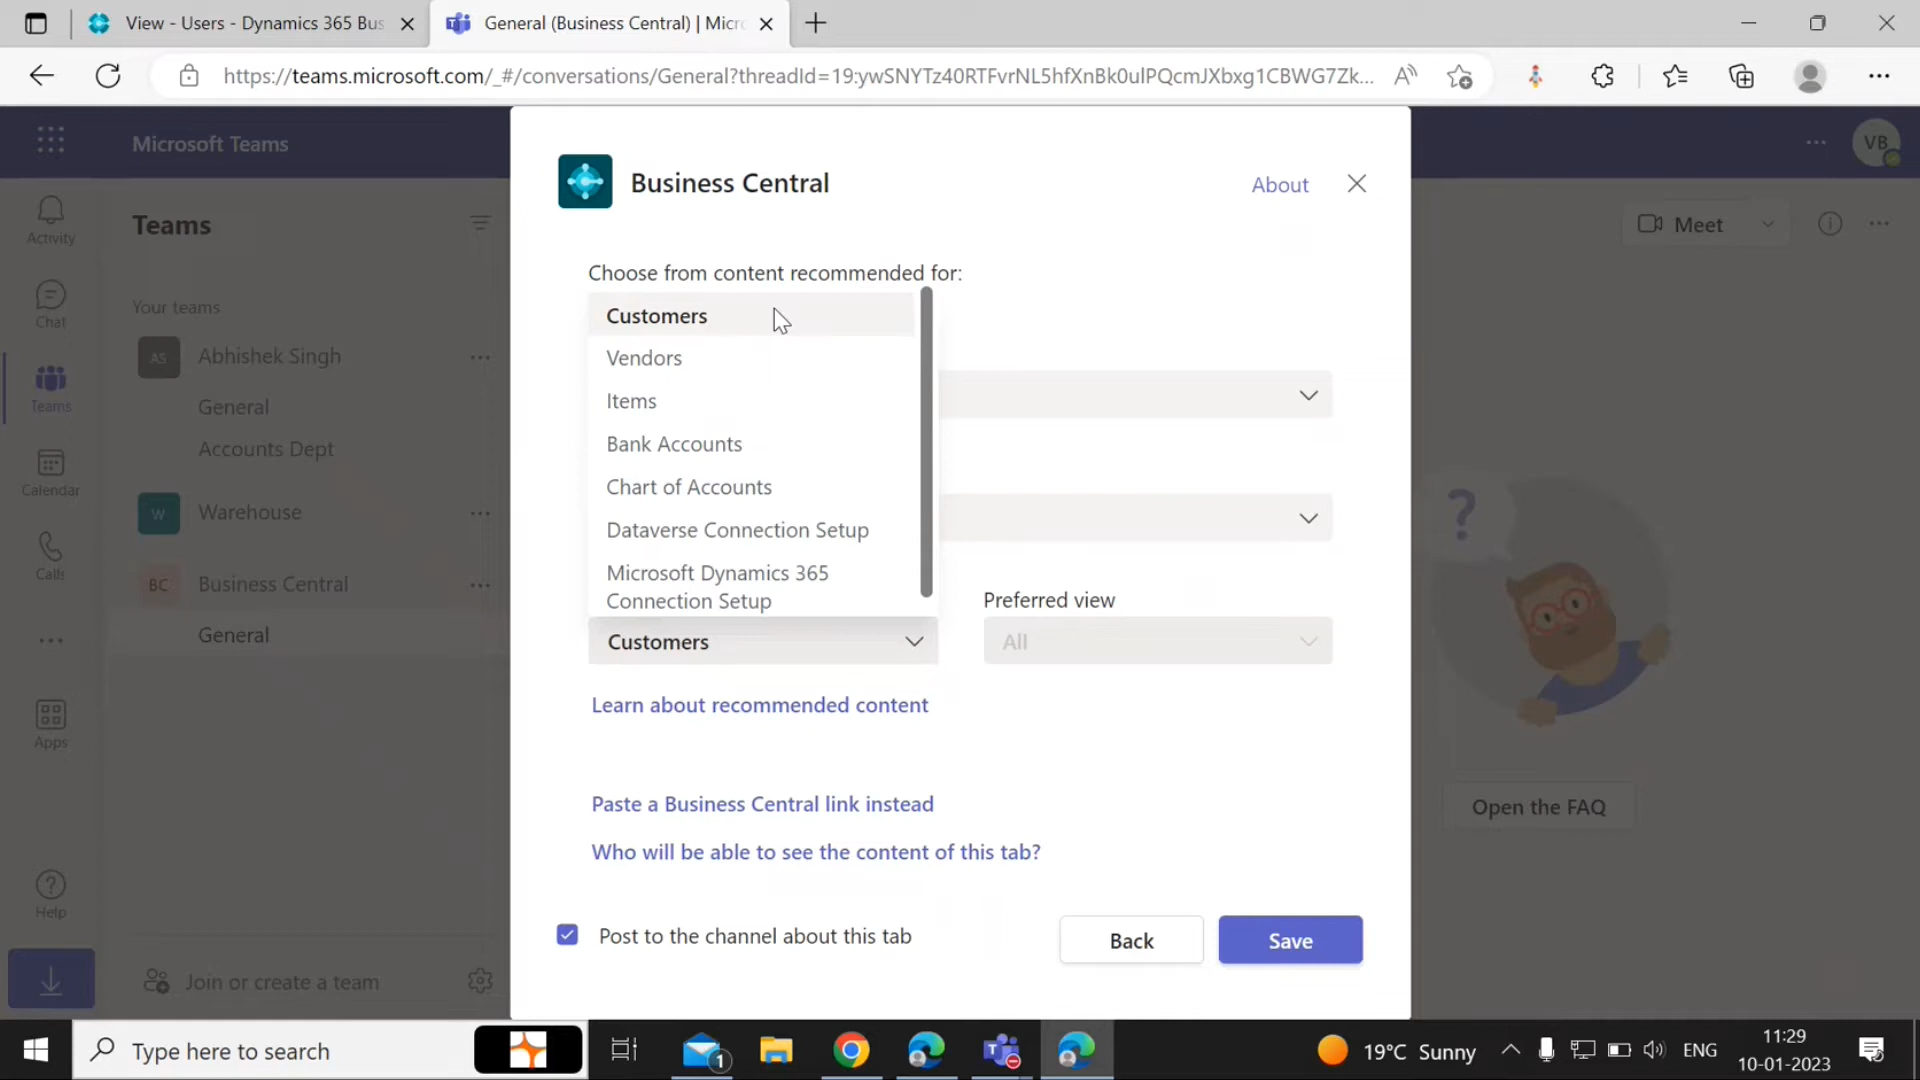 View - Users - Dynamics 365 Bus
General (Business Central) | Micr
https://teams.microsoft.com/_#/conversations/General?threadId=19:ywSNYTz40RTFvrNL5hfXnBk0ulPQcmJXbxg1CBWG7Zk...
Microsoft Teams
VB
Business Central
About
Activity
Teams
Meet
Choose from content recommended for:
Chat
Your teams
Customers
AS
Abhishek Singh
Vendors
Teams
General
Items
Accounts Dept
Bank Accounts
Calendar
Chart of Accounts
W
Warehouse
?
Dataverse Connection Setup
Calls
Microsoft Dynamics 365
Connection Setup
BC
Business Central
Preferred view
General
Customers
All
Learn about recommended content
Apps
Paste a Business Central link instead
Open the FAQ
Who will be able to see the content of this tab?
Help
Post to the channel about this tab
Back
Save
Join or create a team
Type here to search
1
19°C Sunny
ENG
11:29
10-01-2023